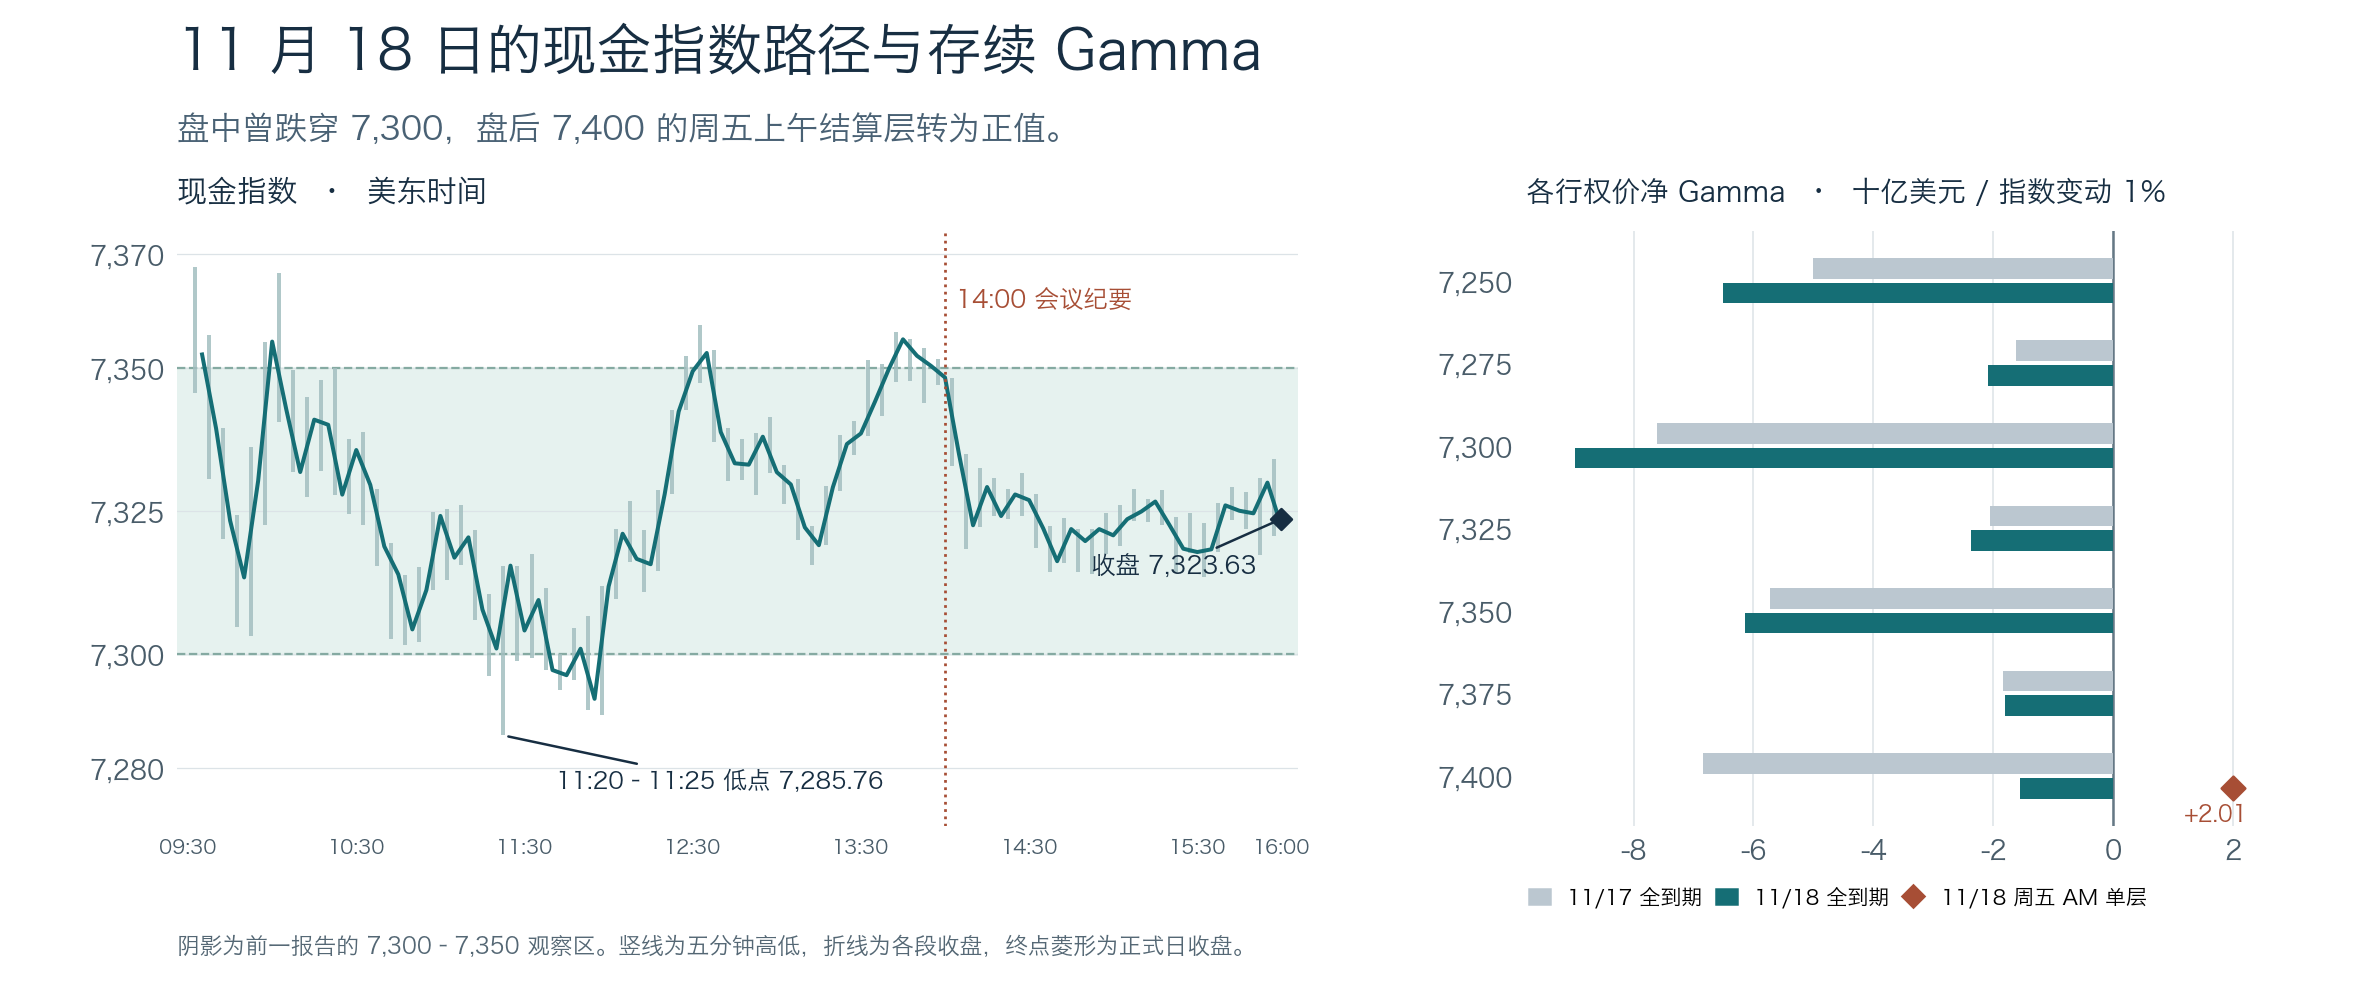 11 月 18 日的现金指数路径与存续 Gamma
盘中曾跌穿 7,300，盘后 7,400 的周五上午结算层转为正值。
现金指数 · 美东时间
7,370
7,350
7,325
7,300
7,280
14:00 会议纪要
收盘 7,323.63
11:20 - 11:25 低点 7,285.76
09:30 10:30 11:30 12:30 13:30 14:30 15:30 16:00
各行权价净 Gamma · 十亿美元 / 指数变动 1%
7,250
7,275
7,300
7,325
7,350
7,375
7,400
+2.01
-8 -6 -4 -2 0 2
11/17 全到期 11/18 全到期 11/18 周五 AM 单层
阴影为前一报告的 7,300 - 7,350 观察区。竖线为五分钟高低，折线为各段收盘，终点菱形为正式日收盘。